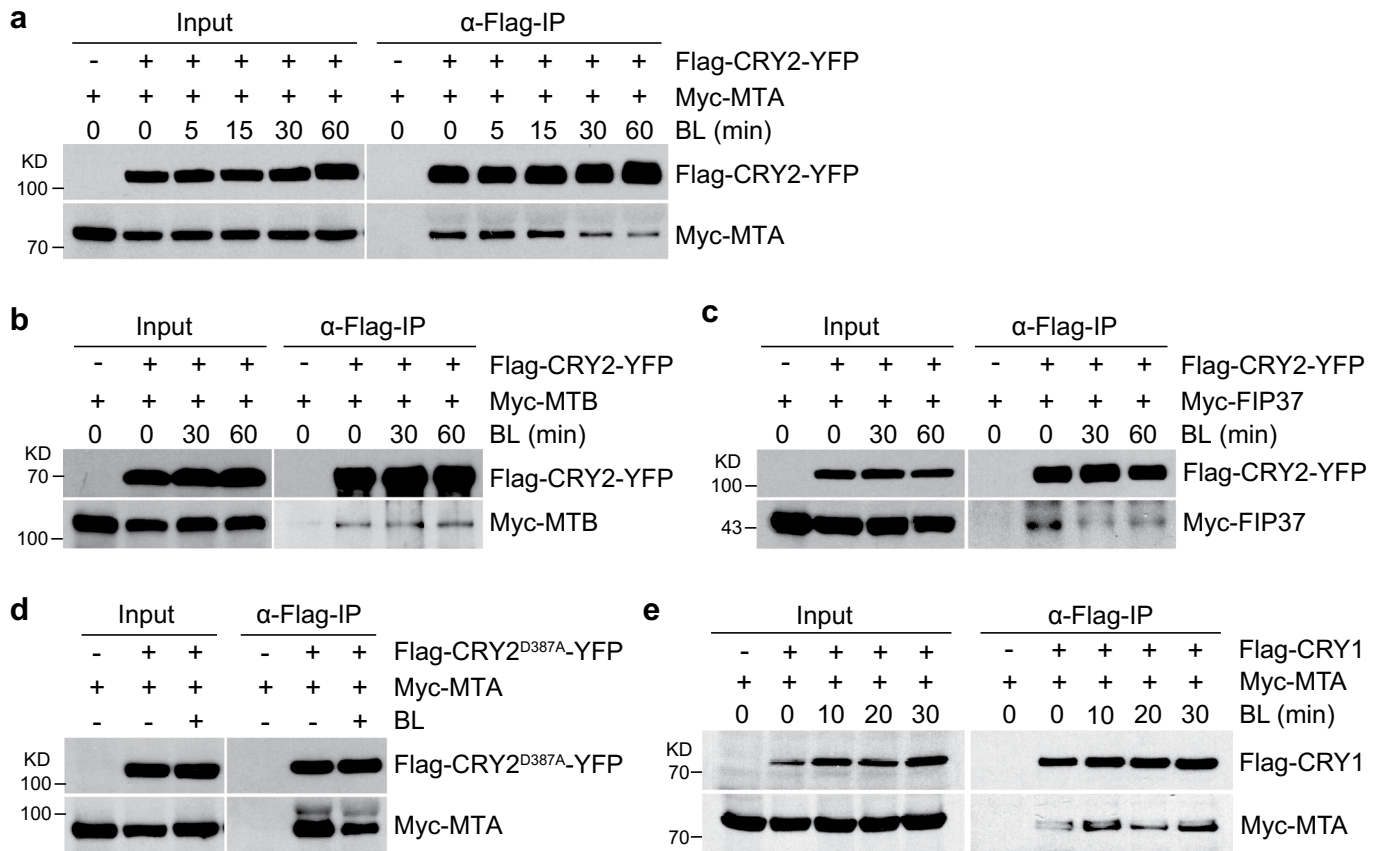 a
Input α-Flag-IP
- + + + + + - + + + + + Flag-CRY2-YFP
+ + + + + + + + + + + + Myc-MTA
0 0 5 15 30 60 0 0 5 15 30 60 BL (min)
KD
100 Flag-CRY2-YFP
70 Myc-MTA
b
Input α-Flag-IP
- + + + - + + + Flag-CRY2-YFP
+ + + + + + + + Myc-MTB
0 0 30 60 0 0 30 60 BL (min)
KD
70 Flag-CRY2-YFP
100 Myc-MTB
c
Input α-Flag-IP
- + + + - + + + Flag-CRY2-YFP
+ + + + + + + + Myc-FIP37
0 0 30 60 0 0 30 60 BL (min)
KD
100 Flag-CRY2-YFP
43 Myc-FIP37
d
Input α-Flag-IP
- + + - + + Flag-CRY2D387A-YFP
+ + + + + + Myc-MTA
- - + - - + BL
KD
100 Flag-CRY2D387A-YFP
100 Myc-MTA
e
Input α-Flag-IP
- + + + + - + + + + Flag-CRY1
+ + + + + + + + + + Myc-MTA
0 0 10 20 30 0 0 10 20 30 BL (min)
KD
70 Flag-CRY1
70 Myc-MTA